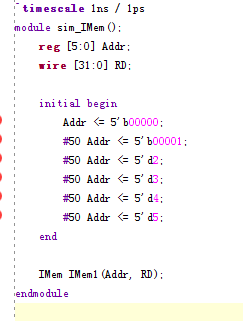 `timescale 1ns / 1ps
module sim_IMem();
reg [5:0] Addr;
wire [31:0] RD;
initial begin
Addr <= 5'b00000;
#50 Addr <= 5'b00001;
#50 Addr <= 5'd2;
#50 Addr <= 5'd3;
#50 Addr <= 5'd4;
#50 Addr <= 5'd5;
end
IMem IMem1(Addr, RD);
endmodule